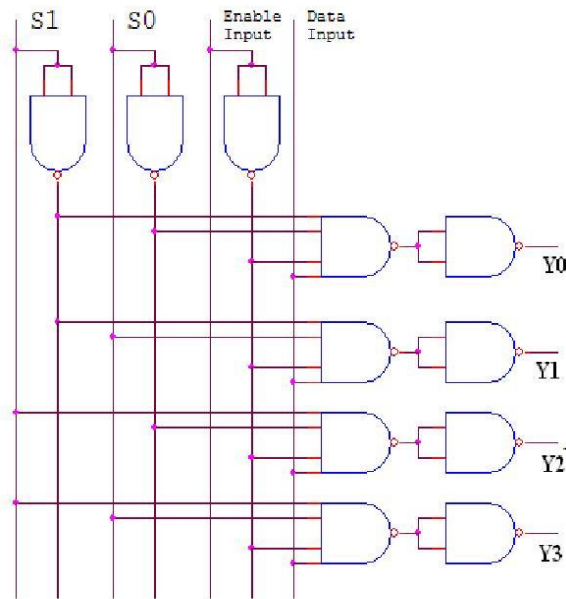 S1
S0
Enable
Input
Data
Input
Y0
Y1
Y2
Y3